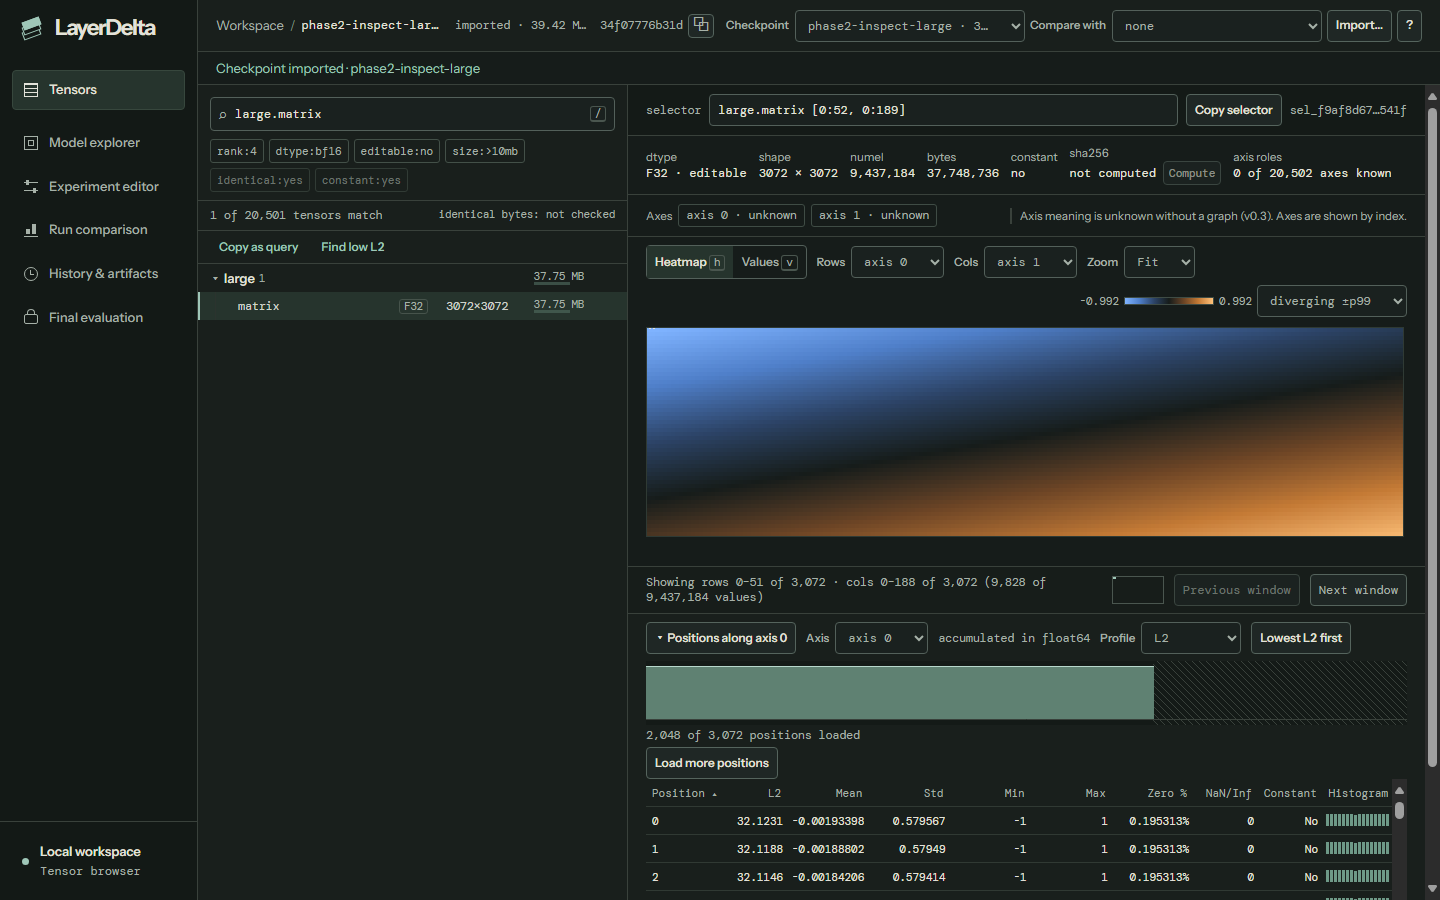 LayerDelta
Workspace / phase2-inspect-lar… imported · 39.42 M… 34f07776b31d Checkpoint phase2-inspect-large · 3… Compare with none Import… ?
Checkpoint imported · phase2-inspect-large
Tensors
Model explorer
Experiment editor
Run comparison
History & artifacts
Final evaluation
Local workspace
Tensor browser
large.matrix /
rank:4 dtype:bf16 editable:no size:>10mb
identical:yes constant:yes
1 of 20,501 tensors match identical bytes: not checked
Copy as query Find low L2
large 1 37.75 MB
matrix F32 3072×3072 37.75 MB
selector large.matrix [0:52, 0:189] Copy selector sel_f9af8d67…541f
dtype shape numel bytes constant sha256 axis roles
F32 · editable 3072 × 3072 9,437,184 37,748,736 no not computed Compute 0 of 20,502 axes known
Axes axis 0 · unknown axis 1 · unknown Axis meaning is unknown without a graph (v0.3). Axes are shown by index.
Heatmap h Values v Rows axis 0 Cols axis 1 Zoom Fit
-0.992 0.992 diverging ±p99
Showing rows 0–51 of 3,072 · cols 0–188 of 3,072 (9,828 of
9,437,184 values)
Previous window Next window
Positions along axis 0 Axis axis 0 accumulated in float64 Profile L2 Lowest L2 first
2,048 of 3,072 positions loaded
Load more positions
Position L2 Mean Std Min Max Zero % NaN/Inf Constant Histogram
0 32.1231 -0.00193398 0.579567 -1 1 0.195313% 0 No
1 32.1188 -0.00188802 0.57949 -1 1 0.195313% 0 No
2 32.1146 -0.00184206 0.579414 -1 1 0.195313% 0 No